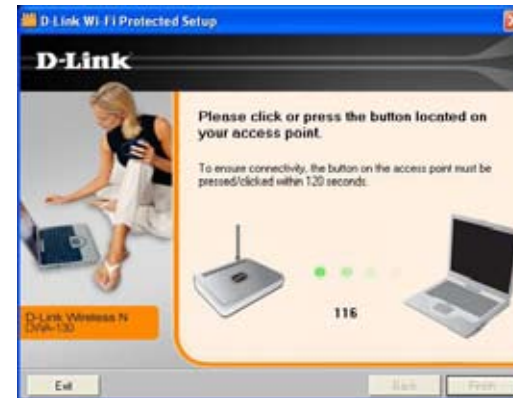 D-Link Wi-Fi Protected Setup
D-Link
Please click or press the button located on
your access point.
To ensure connectivity, the button on the access point must be
pressed/clicked within 120 seconds.
116
D-Link Wireless N
DWA-130
Exit
Back
Finish